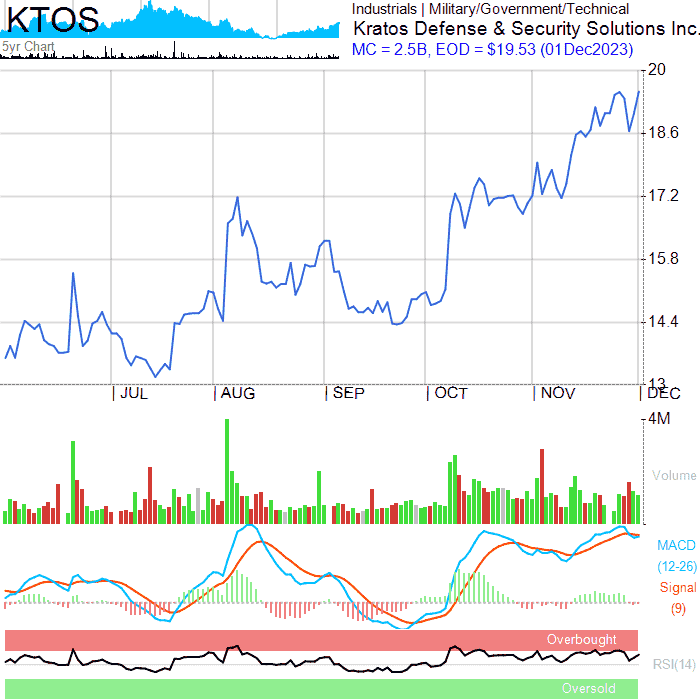 KTOS
5yr Chart
Industrials | Military/Government/Technical
Kratos Defense & Security Solutions Inc.
MC = 2.5B, EOD = $19.53 (01Dec2023)
20
18.6
17.2
15.8
14.4
13
JUL AUG SEP OCT NOV DEC
4M
Volume
MACD
(12-26)
Signal
(9)
Overbought
RSI(14)
Oversold